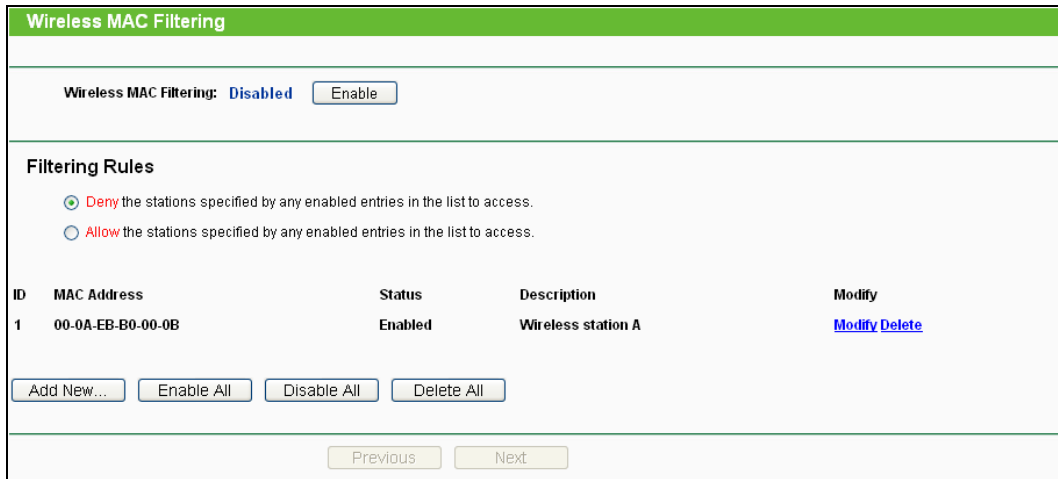 Wireless MAC Filtering
Wireless MAC Filtering: Disabled Enable
Filtering Rules
Deny the stations specified by any enabled entries in the list to access.
Allow the stations specified by any enabled entries in the list to access.
ID MAC Address Status Description Modify
1 00-0A-EB-B0-00-0B Enabled Wireless station A Modify Delete
Add New... Enable All Disable All Delete All
Previous Next